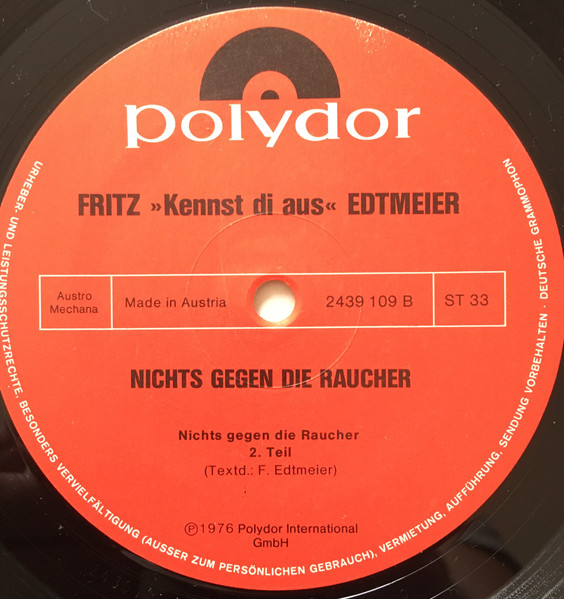 polydor
FRITZ »Kennst di aus« EDTMEIER
Austro
Mechana
Made in Austria
2439 109 B
ST 33
NICHTS GEGEN DIE RAUCHER
Nichts gegen die Raucher
2. Teil
(Textd.: F. Edtmeier)
Ⓟ1976 Polydor International
GmbH
URHEBER- UND LEISTUNGSSCHUTZRECHTE, BESONDERS VERVIELFÄLTIGUNG (AUSSER ZUM PERSÖNLICHEN GEBRAUCH), VERMIETUNG, AUFFÜHRUNG, SENDUNG VORBEHALTEN · DEUTSCHE GRAMMOPHON